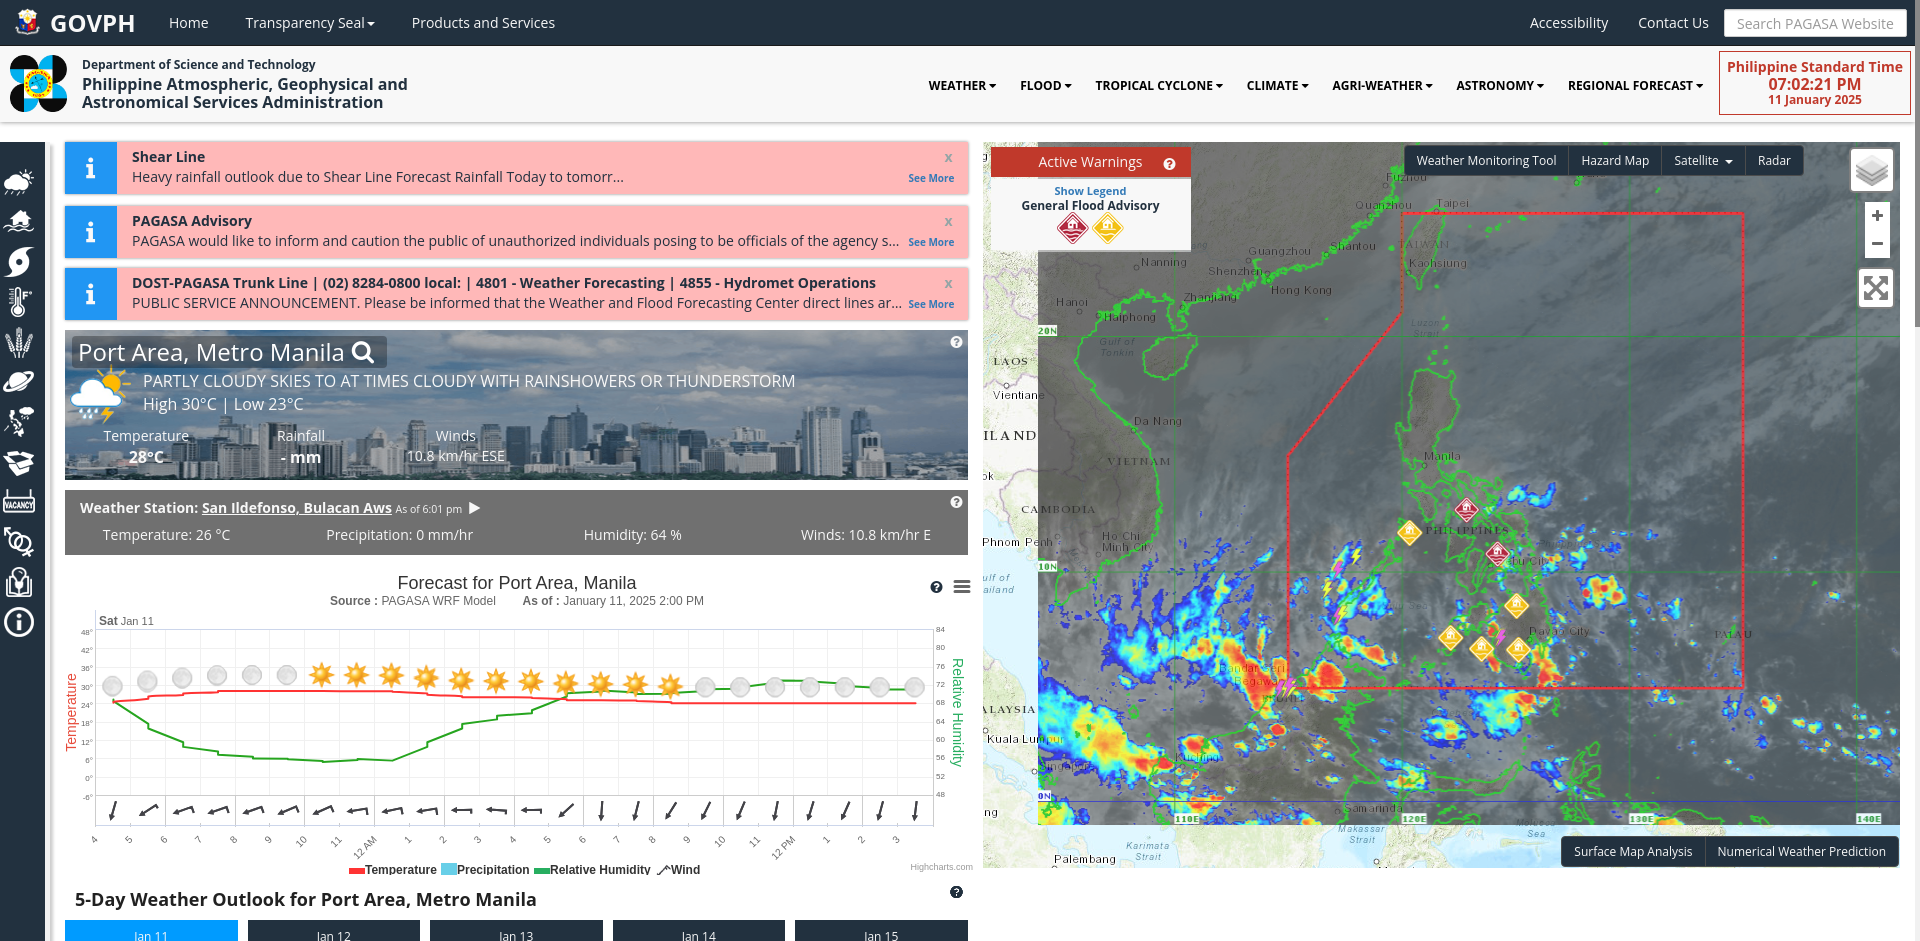 GOVPH
Home
Transparency Seal
Products and Services
Accessibility
Contact Us
Search PAGASA Website
Department of Science and Technology
Philippine Atmospheric, Geophysical and
Astronomical Services Administration
WEATHER
FLOOD
TROPICAL CYCLONE
CLIMATE
AGRI-WEATHER
ASTRONOMY
REGIONAL FORECAST
Philippine Standard Time
07:02:21 PM
11 January 2025
Shear Line
x
Heavy rainfall outlook due to Shear Line Forecast Rainfall Today to tomorr...
See More
PAGASA Advisory
x
PAGASA would like to inform and caution the public of unauthorized individuals posing to be officials of the agency s...
See More
DOST-PAGASA Trunk Line | (02) 8284-0800 local: | 4801 - Weather Forecasting | 4855 - Hydromet Operations
x
PUBLIC SERVICE ANNOUNCEMENT. Please be informed that the Weather and Flood Forecasting Center direct lines ar...
See More
VACANCY
Port Area, Metro Manila
PARTLY CLOUDY SKIES TO AT TIMES CLOUDY WITH RAINSHOWERS OR THUNDERSTORM
High 30°C | Low 23°C
Temperature
Rainfall
Winds
28°C
- mm
10.8 km/hr ESE
Weather Station: San Ildefonso, Bulacan Aws As of 6:01 pm
Temperature: 26 °C
Precipitation: 0 mm/hr
Humidity: 64 %
Winds: 10.8 km/hr E
Forecast for Port Area, Manila
Source : PAGASA WRF Model
As of : January 11, 2025 2:00 PM
Sat Jan 11
Temperature
48°
42°
36°
30°
24°
18°
12°
6°
0°
-6°
84
80
76
72
68
64
60
56
52
48
Relative Humidity
4
5
6
7
8
9
10
11
12 AM
1
2
3
4
5
6
7
8
9
10
11
12 PM
1
2
3
Temperature
Precipitation
Relative Humidity
Wind
Highcharts.com
5-Day Weather Outlook for Port Area, Metro Manila
Jan 11
Jan 12
Jan 13
Jan 14
Jan 15
Active Warnings
Show Legend
General Flood Advisory
Weather Monitoring Tool
Hazard Map
Satellite
Radar
+
−
Fuzhou
Quanzhou
Taipei
Guangzhou
Shantou
TAIWAN
Nanning
Shenzhen
Kaohsiung
Hanoi
Zhanjiang
Hong Kong
Haiphong
20N
Luzon
Strait
Gulf of
Tonkin
LAOS
Vientiane
Da Nang
ILAND
VIETNAM
Manila
ok
CAMBODIA
PHILIPPINES
Phnom Penh
Ho Chi
Minh City
10N
ulf of
ailand
Davao City
PALAU
Bandar Seri
Begawan
ALAYSIA
Kuala Lumpur
Kuching
0N
ng
Samarinda
110E
120E
130E
140E
Makassar
Strait
Sea
Karimata
Strait
Palembang
Surface Map Analysis
Numerical Weather Prediction